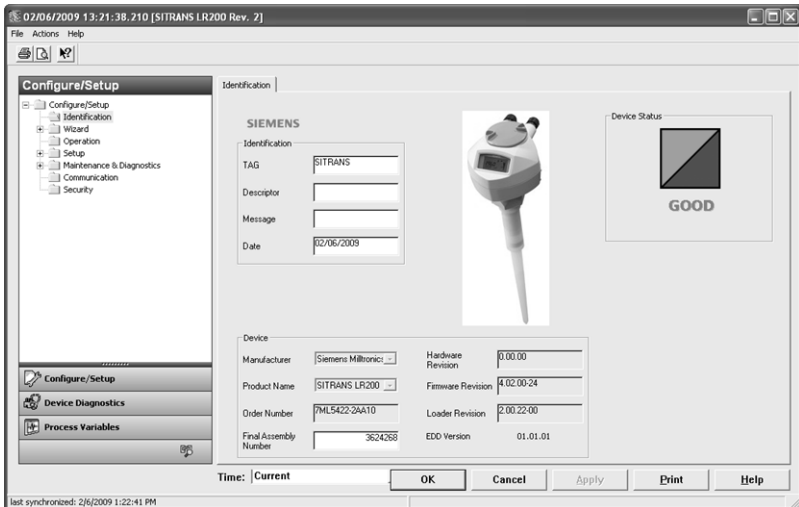 02/06/2009 13:21:38.210 [SITRANS LR200 Rev. 2]
File Actions Help
Configure/Setup
Configure/Setup
Identification
Wizard
Operation
Setup
Maintenance & Diagnostics
Communication
Security
Configure/Setup
Device Diagnostics
Process Variables
Identification
SIEMENS
Identification
TAG SITRANS
Descriptor
Message
Date 02/06/2009
Device Status
GOOD
Device
Manufacturer Siemens Milltronics
Hardware Revision 0.00.00
Product Name SITRANS LR200
Firmware Revision 4.02.00-24
Order Number 7ML5422-2AA10
Loader Revision 2.00.22-00
Final Assembly Number 3624268
EDD Version 01.01.01
Time: Current
OK Cancel Apply Print Help
last synchronized: 2/6/2009 1:22:41 PM